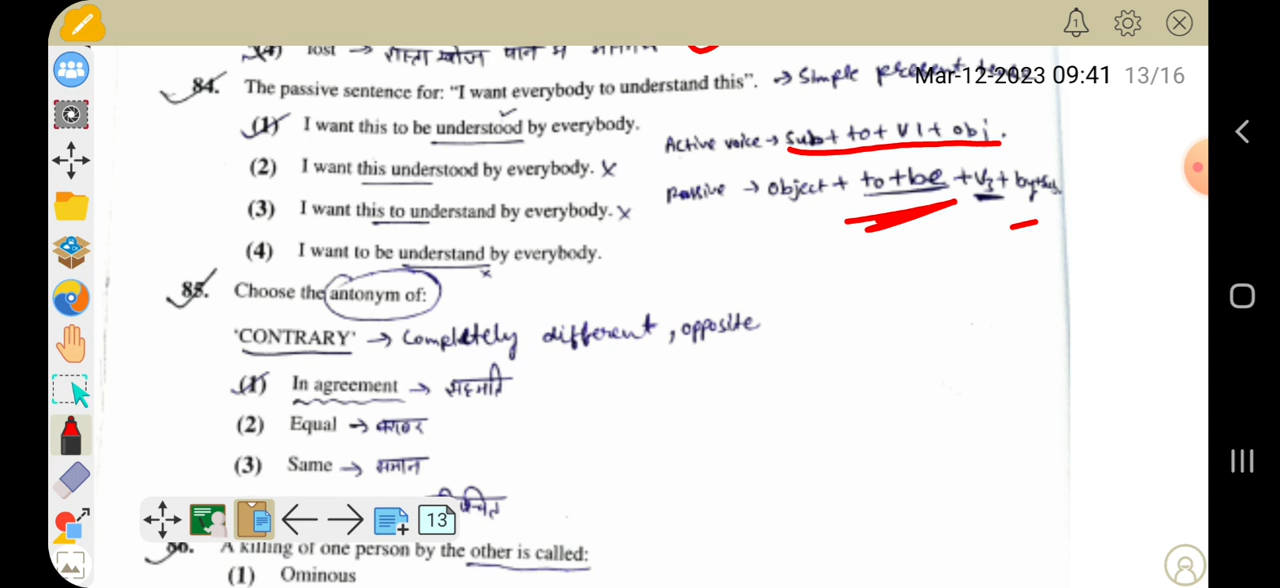 (4) lost → रास्ता खोज पाने में
Mar-12-2023 09:41 13/16
84. The passive sentence for: "I want everybody to understand this". → Simple present tense
(1) I want this to be understood by everybody.
Active voice → Sub + to + V1 + obj.
(2) I want this understood by everybody. x
Passive → object + to + be + V3 + by + sub
(3) I want this to understand by everybody. x
(4) I want to be understand by everybody.
x
85. Choose the antonym of:
'CONTRARY' → Completely different, opposite
(1) In agreement → सहमति
(2) Equal → बराबर
(3) Same → समान
13
86. A killing of one person by the other is called:
(1) Ominous